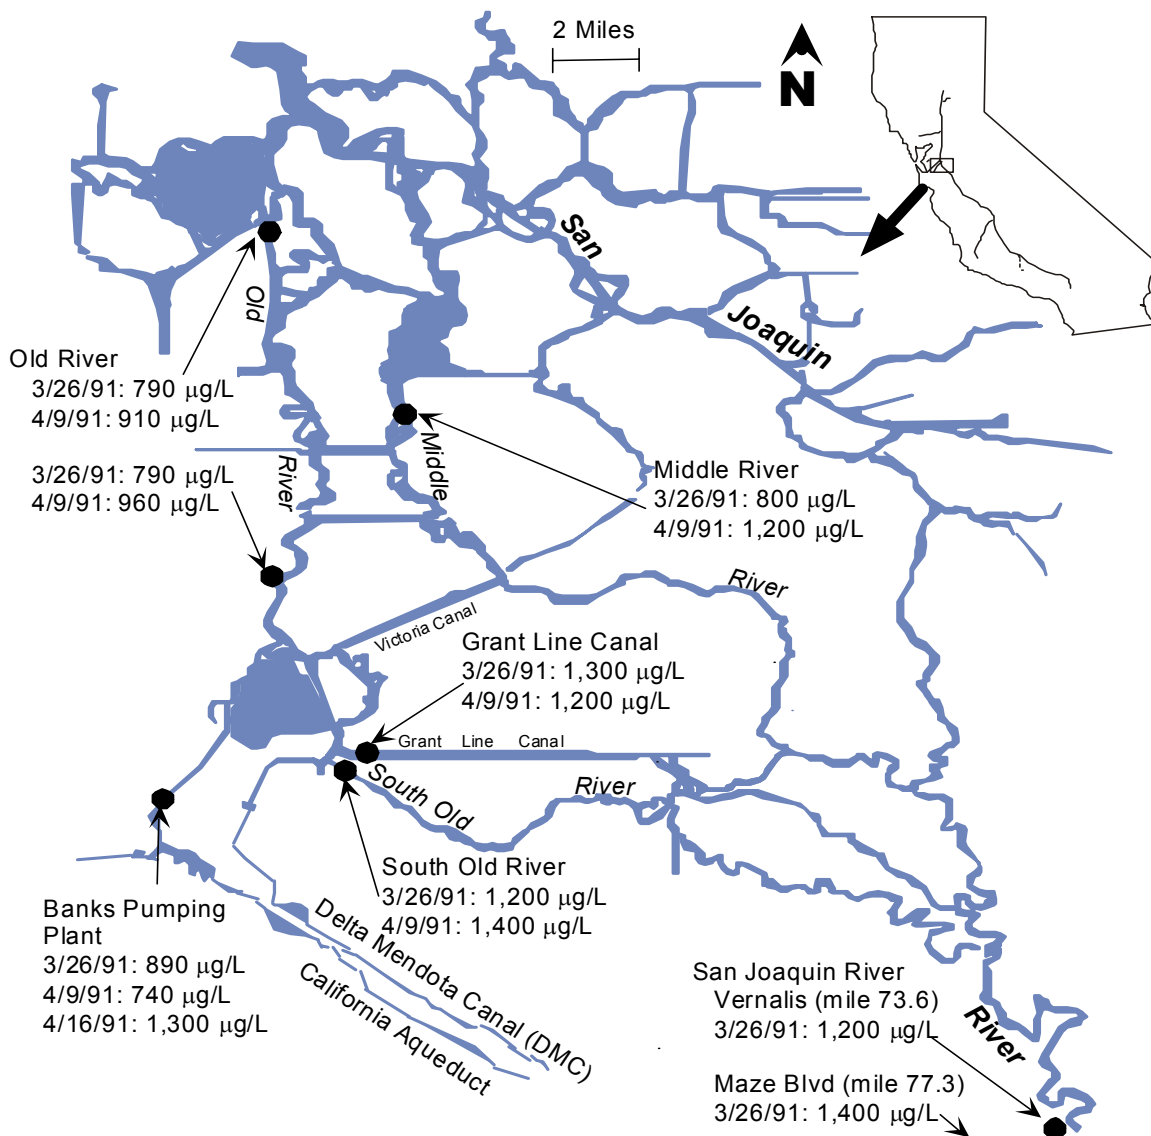 2 Miles
N
San
Joaquin
Old
Old River
3/26/91: 790 µg/L
4/9/91: 910 µg/L
Middle
River
3/26/91: 790 µg/L
4/9/91: 960 µg/L
Middle River
3/26/91: 800 µg/L
4/9/91: 1,200 µg/L
River
Victoria Canal
Grant Line Canal
3/26/91: 1,300 µg/L
4/9/91: 1,200 µg/L
Grant Line Canal
South Old
River
South Old River
3/26/91: 1,200 µg/L
4/9/91: 1,400 µg/L
Banks Pumping
Plant
3/26/91: 890 µg/L
4/9/91: 740 µg/L
4/16/91: 1,300 µg/L
Delta Mendota Canal (DMC)
California Aqueduct
San Joaquin River
Vernalis (mile 73.6)
3/26/91: 1,200 µg/L
River
Maze Blvd (mile 77.3)
3/26/91: 1,400 µg/L